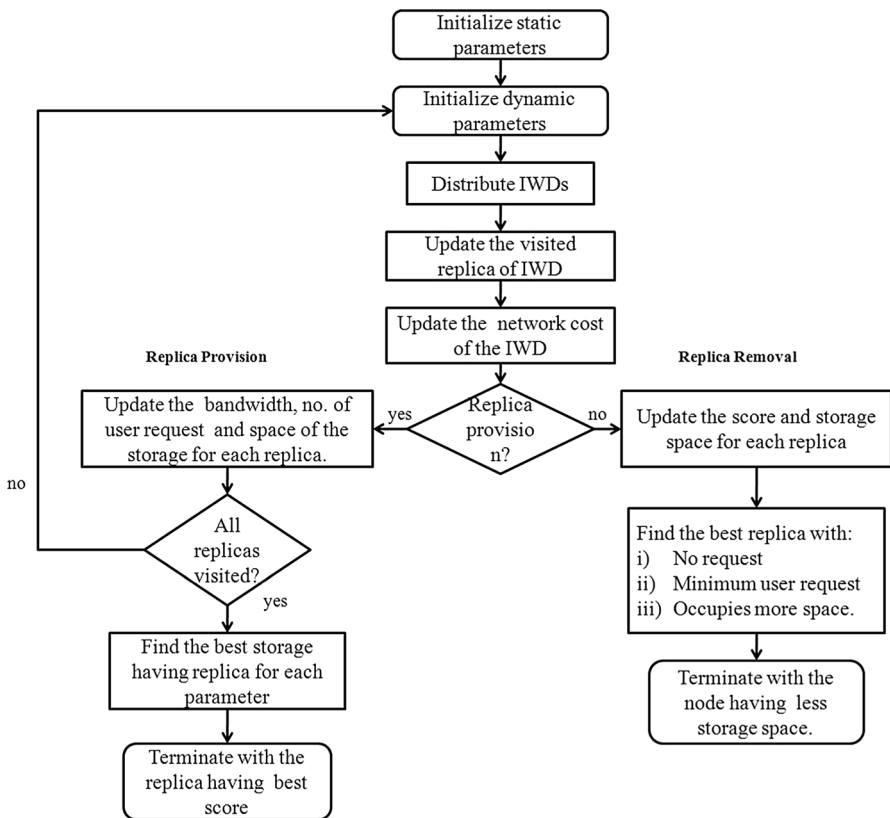 Initialize static
parameters
Initialize dynamic
parameters
Distribute IWDs
Update the visited
replica of IWD
Update the network cost
of the IWD
Replica Provision
Replica Removal
Replica
provisio
n?
yes
no
Update the bandwidth, no. of
user request and space of the
storage for each replica.
Update the score and storage
space for each replica
no
All
replicas
visited?
yes
Find the best replica with:
i) No request
ii) Minimum user request
iii) Occupies more space.
Find the best storage
having replica for each
parameter
Terminate with the
node having less
storage space.
Terminate with the
replica having best
score